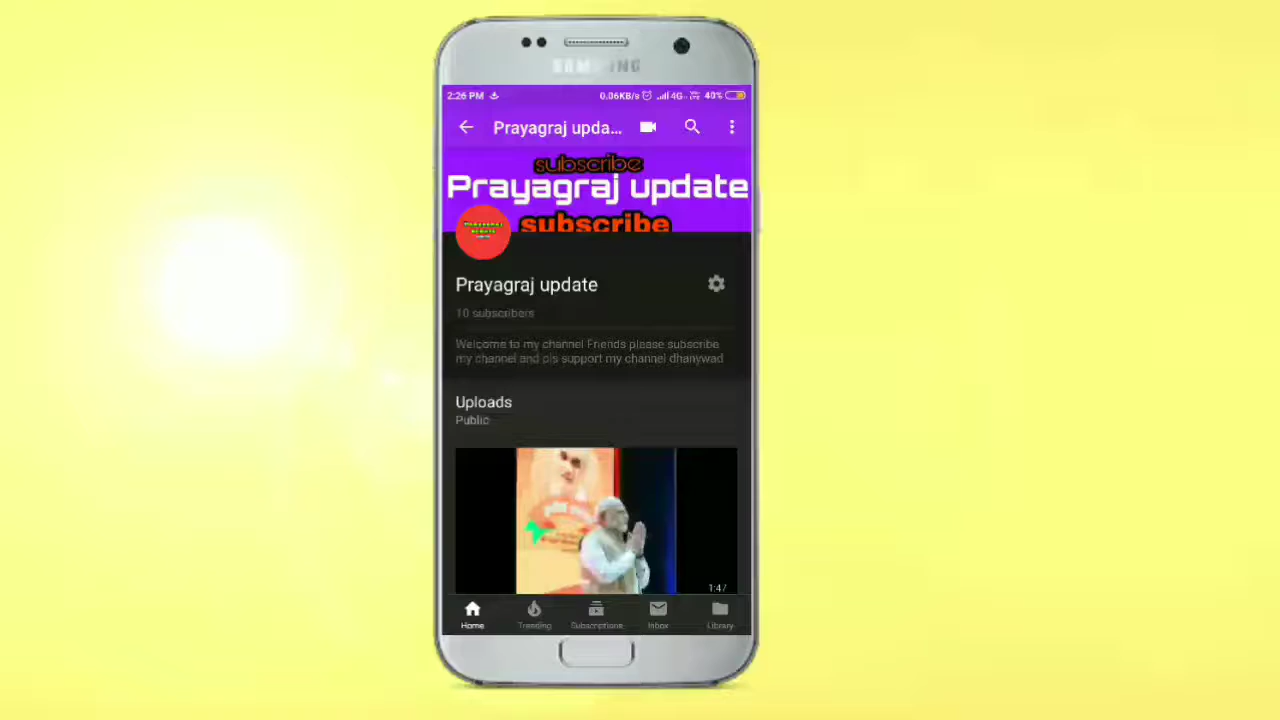 SAMSUNG
2:26 PM 0.06KB/s 4G 40%
Prayagraj upda...
subscribe
Prayagraj update
subscribe
Prayagraj update
10 subscribers
Welcome to my channel Friends please subscribe
my channel and pls support my channel dhanywad
Uploads
Public
1:47
Home Trending Subscriptions Inbox Library